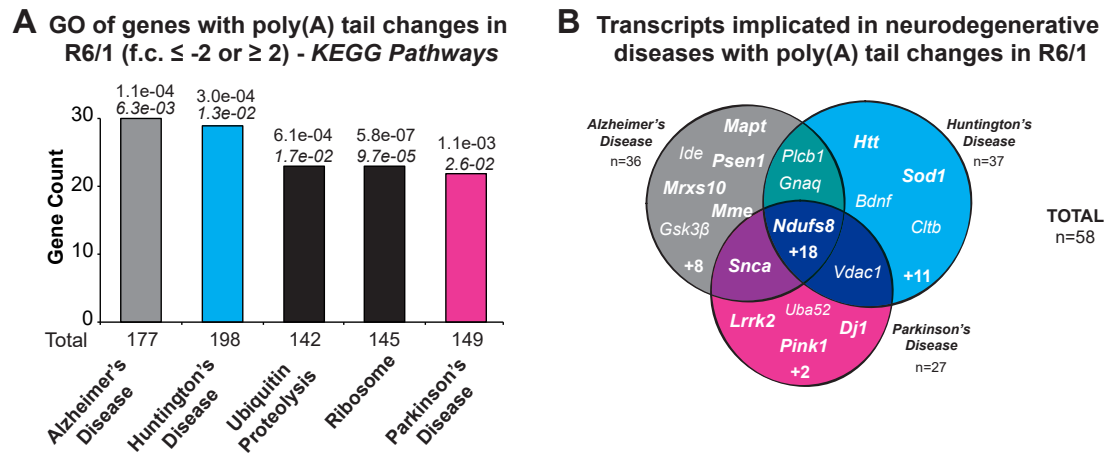 A GO of genes with poly(A) tail changes in
R6/1 (f.c. ≤ -2 or ≥ 2) - KEGG Pathways
Gene Count
30
20
10
0
1.1e-04
6.3e-03
3.0e-04
1.3e-02
6.1e-04
1.7e-02
5.8e-07
9.7e-05
1.1e-03
2.6-02
Total 177 198 142 145 149
Alzheimer's
Disease
Huntington's
Disease
Ubiquitin
Proteolysis
Ribosome
Parkinson's
Disease
B Transcripts implicated in neurodegenerative
diseases with poly(A) tail changes in R6/1
Alzheimer's
Disease
n=36
Mapt
Ide
Psen1
Mrxs10
Mme
Gsk3β
+8
Plcb1
Gnaq
Huntington's
Disease
n=37
Htt
Sod1
Bdnf
Cltb
+11
Ndufs8
+18
Snca
Vdac1
Lrrk2
Uba52
Dj1
Pink1
+2
Parkinson's
Disease
n=27
TOTAL
n=58